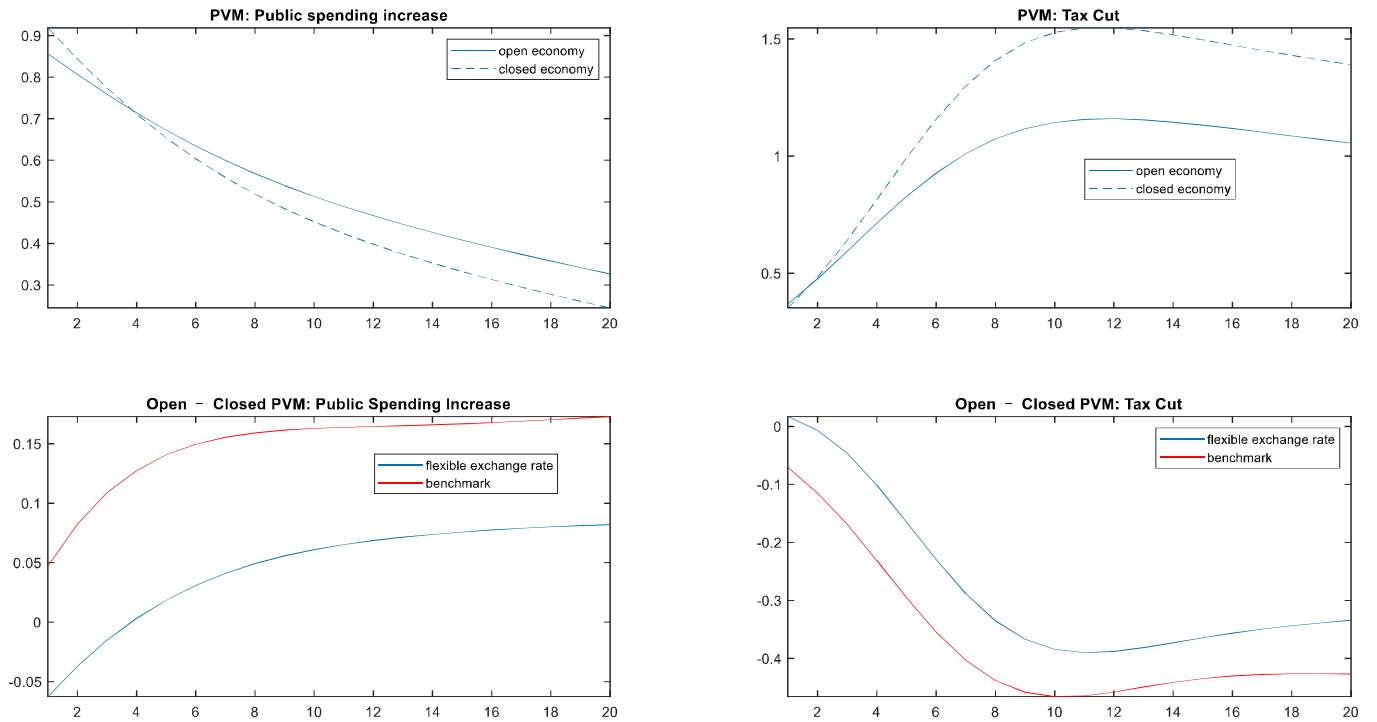 PVM: Public spending increase
0.9
0.8
0.7
0.6
0.5
0.4
0.3
open economy
closed economy
2 4 6 8 10 12 14 16 18 20
PVM: Tax Cut
1.5
1
0.5
open economy
closed economy
2 4 6 8 10 12 14 16 18 20
Open − Closed PVM: Public Spending Increase
0.15
0.1
0.05
0
-0.05
flexible exchange rate
benchmark
2 4 6 8 10 12 14 16 18 20
Open − Closed PVM: Tax Cut
0
-0.1
-0.2
-0.3
-0.4
flexible exchange rate
benchmark
2 4 6 8 10 12 14 16 18 20